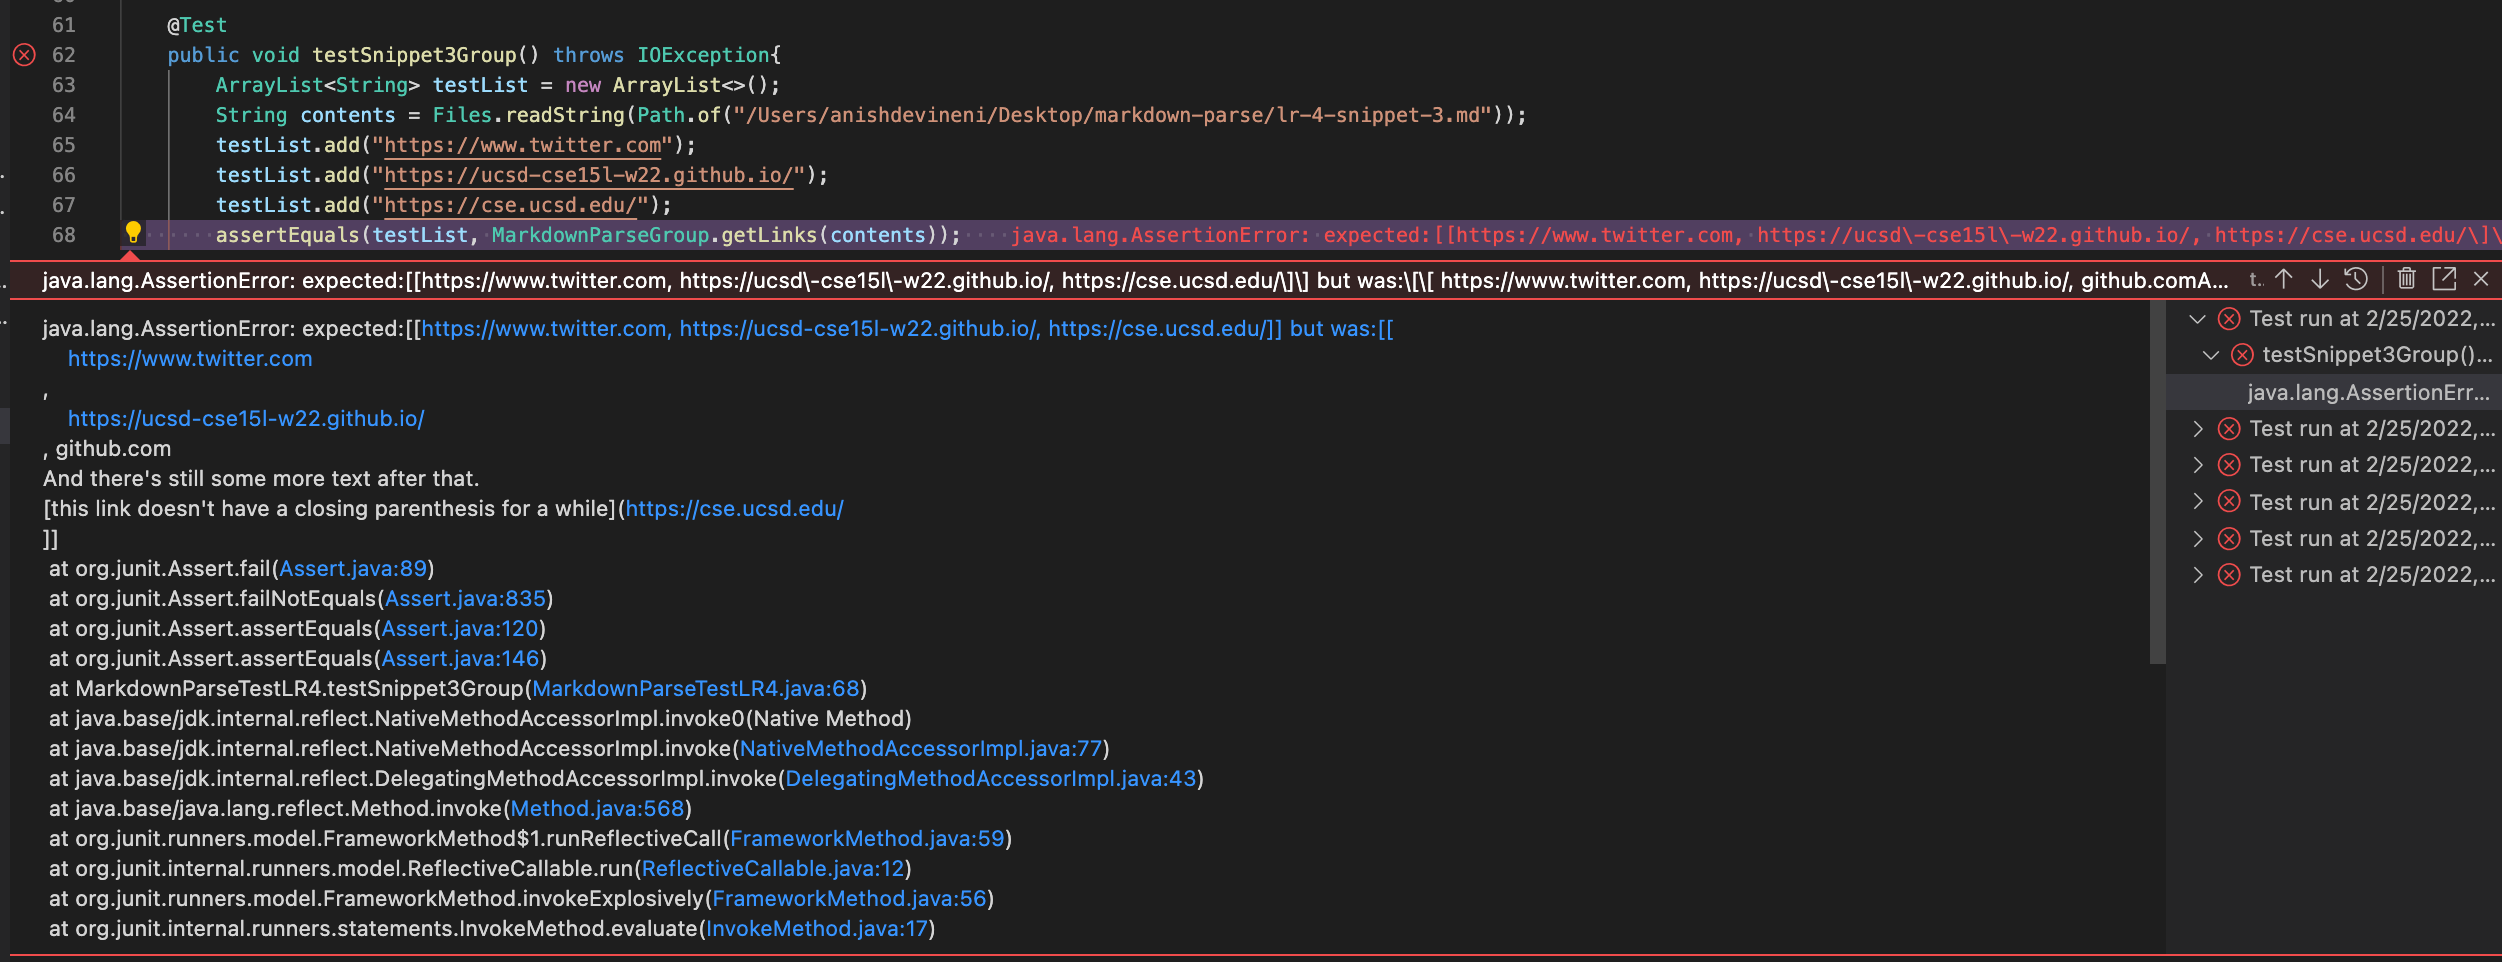 61 @Test
62 public void testSnippet3Group() throws IOException{
63 ArrayList<String> testList = new ArrayList<>();
64 String contents = Files.readString(Path.of("/Users/anishdevineni/Desktop/markdown-parse/lr-4-snippet-3.md"));
65 testList.add("https://www.twitter.com");
66 testList.add("https://ucsd-cse15l-w22.github.io/");
67 testList.add("https://cse.ucsd.edu/");
68 assertEquals(testList, MarkdownParseGroup.getLinks(contents)); java.lang.AssertionError: expected:[[https://www.twitter.com, https://ucsd\-cse15l\-w22.github.io/, https://cse.ucsd.edu/\]\
java.lang.AssertionError: expected:[[https://www.twitter.com, https://ucsd\-cse15l\-w22.github.io/, https://cse.ucsd.edu/\]\] but was:\[\[ https://www.twitter.com, https://ucsd\-cse15l\-w22.github.io/, github.comA... t..
java.lang.AssertionError: expected:[[https://www.twitter.com, https://ucsd-cse15l-w22.github.io/, https://cse.ucsd.edu/]] but was:[[
https://www.twitter.com
,
https://ucsd-cse15l-w22.github.io/
, github.com
And there's still some more text after that.
[this link doesn't have a closing parenthesis for a while](https://cse.ucsd.edu/
]]
at org.junit.Assert.fail(Assert.java:89)
at org.junit.Assert.failNotEquals(Assert.java:835)
at org.junit.Assert.assertEquals(Assert.java:120)
at org.junit.Assert.assertEquals(Assert.java:146)
at MarkdownParseTestLR4.testSnippet3Group(MarkdownParseTestLR4.java:68)
at java.base/jdk.internal.reflect.NativeMethodAccessorImpl.invoke0(Native Method)
at java.base/jdk.internal.reflect.NativeMethodAccessorImpl.invoke(NativeMethodAccessorImpl.java:77)
at java.base/jdk.internal.reflect.DelegatingMethodAccessorImpl.invoke(DelegatingMethodAccessorImpl.java:43)
at java.base/java.lang.reflect.Method.invoke(Method.java:568)
at org.junit.runners.model.FrameworkMethod$1.runReflectiveCall(FrameworkMethod.java:59)
at org.junit.internal.runners.model.ReflectiveCallable.run(ReflectiveCallable.java:12)
at org.junit.runners.model.FrameworkMethod.invokeExplosively(FrameworkMethod.java:56)
at org.junit.internal.runners.statements.InvokeMethod.evaluate(InvokeMethod.java:17)
Test run at 2/25/2022,...
testSnippet3Group()...
java.lang.AssertionErr...
Test run at 2/25/2022,...
Test run at 2/25/2022,...
Test run at 2/25/2022,...
Test run at 2/25/2022,...
Test run at 2/25/2022,...